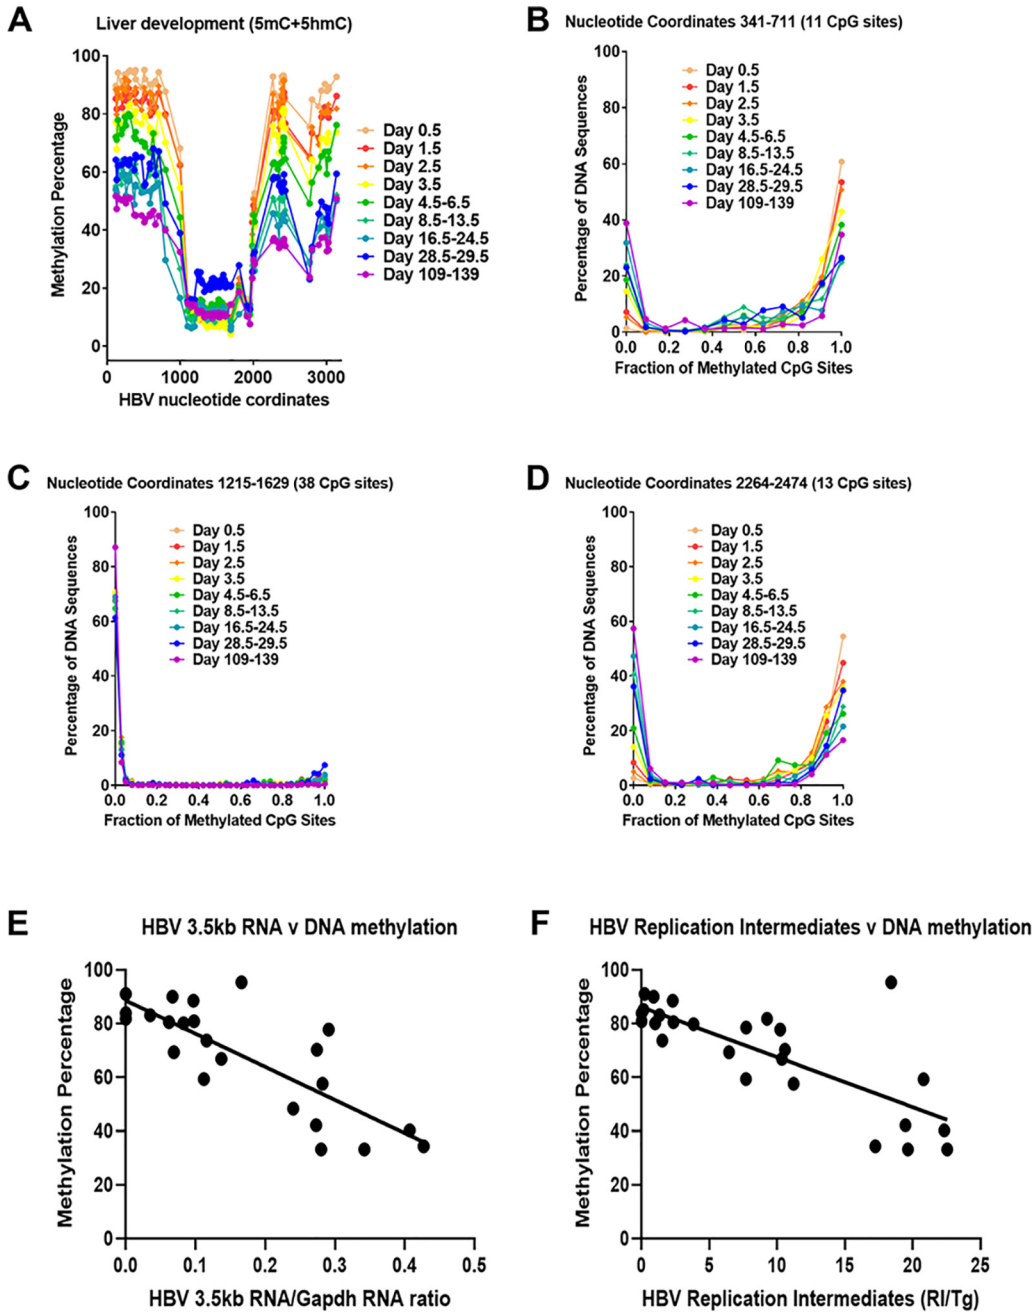 A
Liver development (5mC+5hmC)
Methylation Percentage
100
80
60
40
20
0
0 1000 2000 3000
HBV nucleotide cordinates
Day 0.5
Day 1.5
Day 2.5
Day 3.5
Day 4.5-6.5
Day 8.5-13.5
Day 16.5-24.5
Day 28.5-29.5
Day 109-139
B
Nucleotide Coordinates 341-711 (11 CpG sites)
Percentage of DNA Sequences
100
80
60
40
20
0
0.0 0.2 0.4 0.6 0.8 1.0
Fraction of Methylated CpG Sites
Day 0.5
Day 1.5
Day 2.5
Day 3.5
Day 4.5-6.5
Day 8.5-13.5
Day 16.5-24.5
Day 28.5-29.5
Day 109-139
C
Nucleotide Coordinates 1215-1629 (38 CpG sites)
Percentage of DNA Sequences
100
80
60
40
20
0
0.0 0.2 0.4 0.6 0.8 1.0
Fraction of Methylated CpG Sites
Day 0.5
Day 1.5
Day 2.5
Day 3.5
Day 4.5-6.5
Day 8.5-13.5
Day 16.5-24.5
Day 28.5-29.5
Day 109-139
D
Nucleotide Coordinates 2264-2474 (13 CpG sites)
Percentage of DNA Sequences
100
80
60
40
20
0
0.0 0.2 0.4 0.6 0.8 1.0
Fraction of Methylated CpG Sites
Day 0.5
Day 1.5
Day 2.5
Day 3.5
Day 4.5-6.5
Day 8.5-13.5
Day 16.5-24.5
Day 28.5-29.5
Day 109-139
E
HBV 3.5kb RNA v DNA methylation
Methylation Percentage
100
80
60
40
20
0
0.0 0.1 0.2 0.3 0.4 0.5
HBV 3.5kb RNA/Gapdh RNA ratio
F
HBV Replication Intermediates v DNA methylation
Methylation Percentage
100
80
60
40
20
0
0 5 10 15 20 25
HBV Replication Intermediates (RI/Tg)